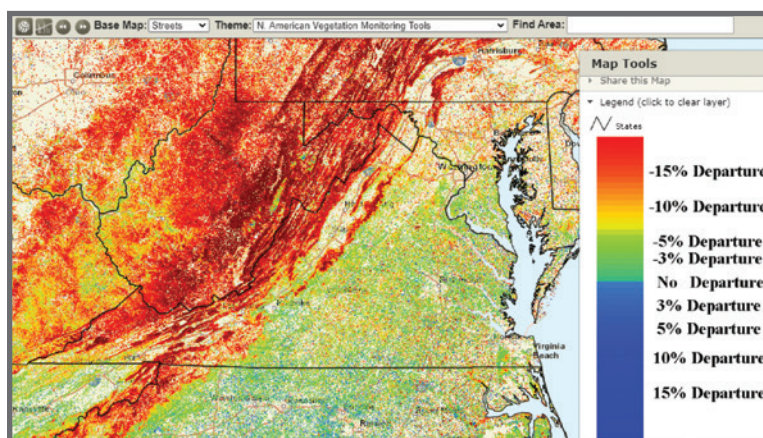 Base Map: Streets Theme: N. American Vegetation Monitoring Tools Find Area:
Map Tools
Share this Map
Legend (click to clear layer)
States
-15% Departure
-10% Departure
-5% Departure
-3% Departure
No Departure
3% Departure
5% Departure
10% Departure
15% Departure
Columbus
Harrisburg
Virginia
Beach